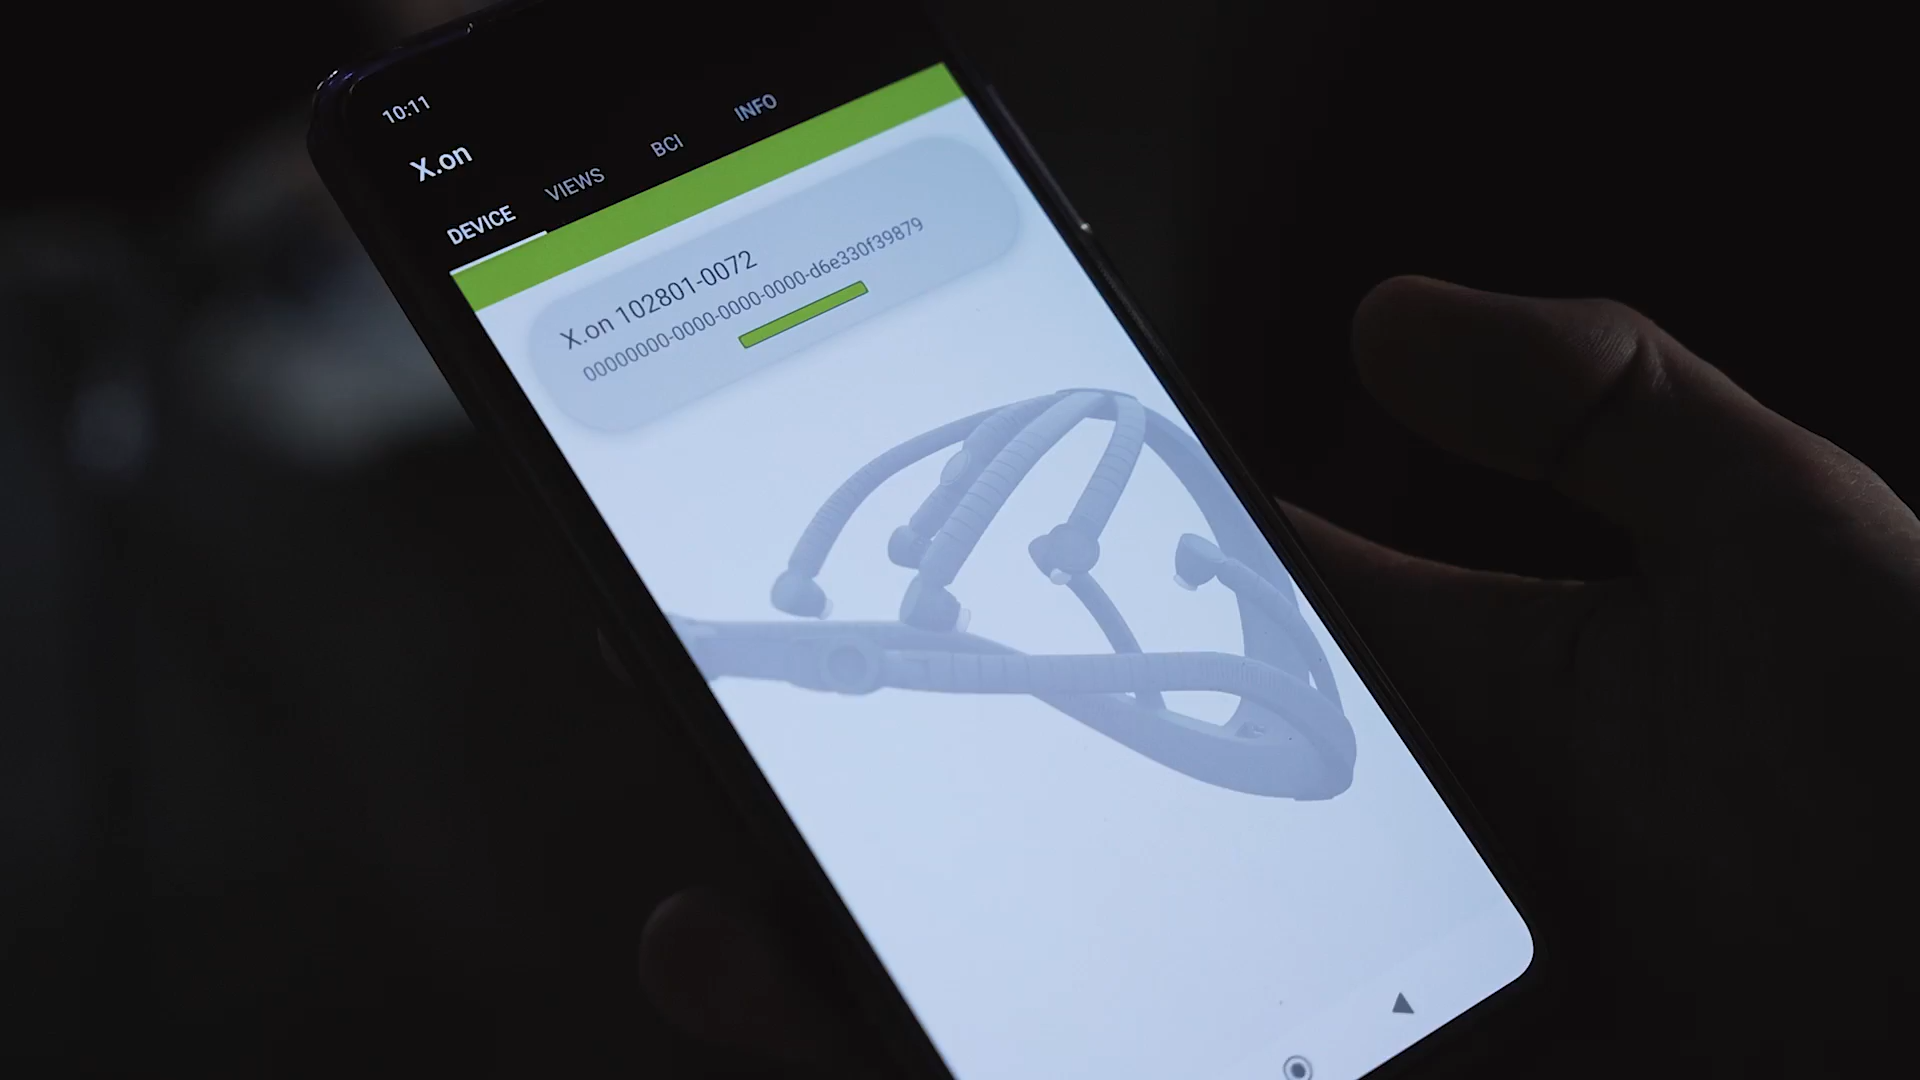 10:11
X.on
DEVICE VIEWS BCI INFO
X.on 102801-0072
00000000-0000-0000-0000-d6e330f39879